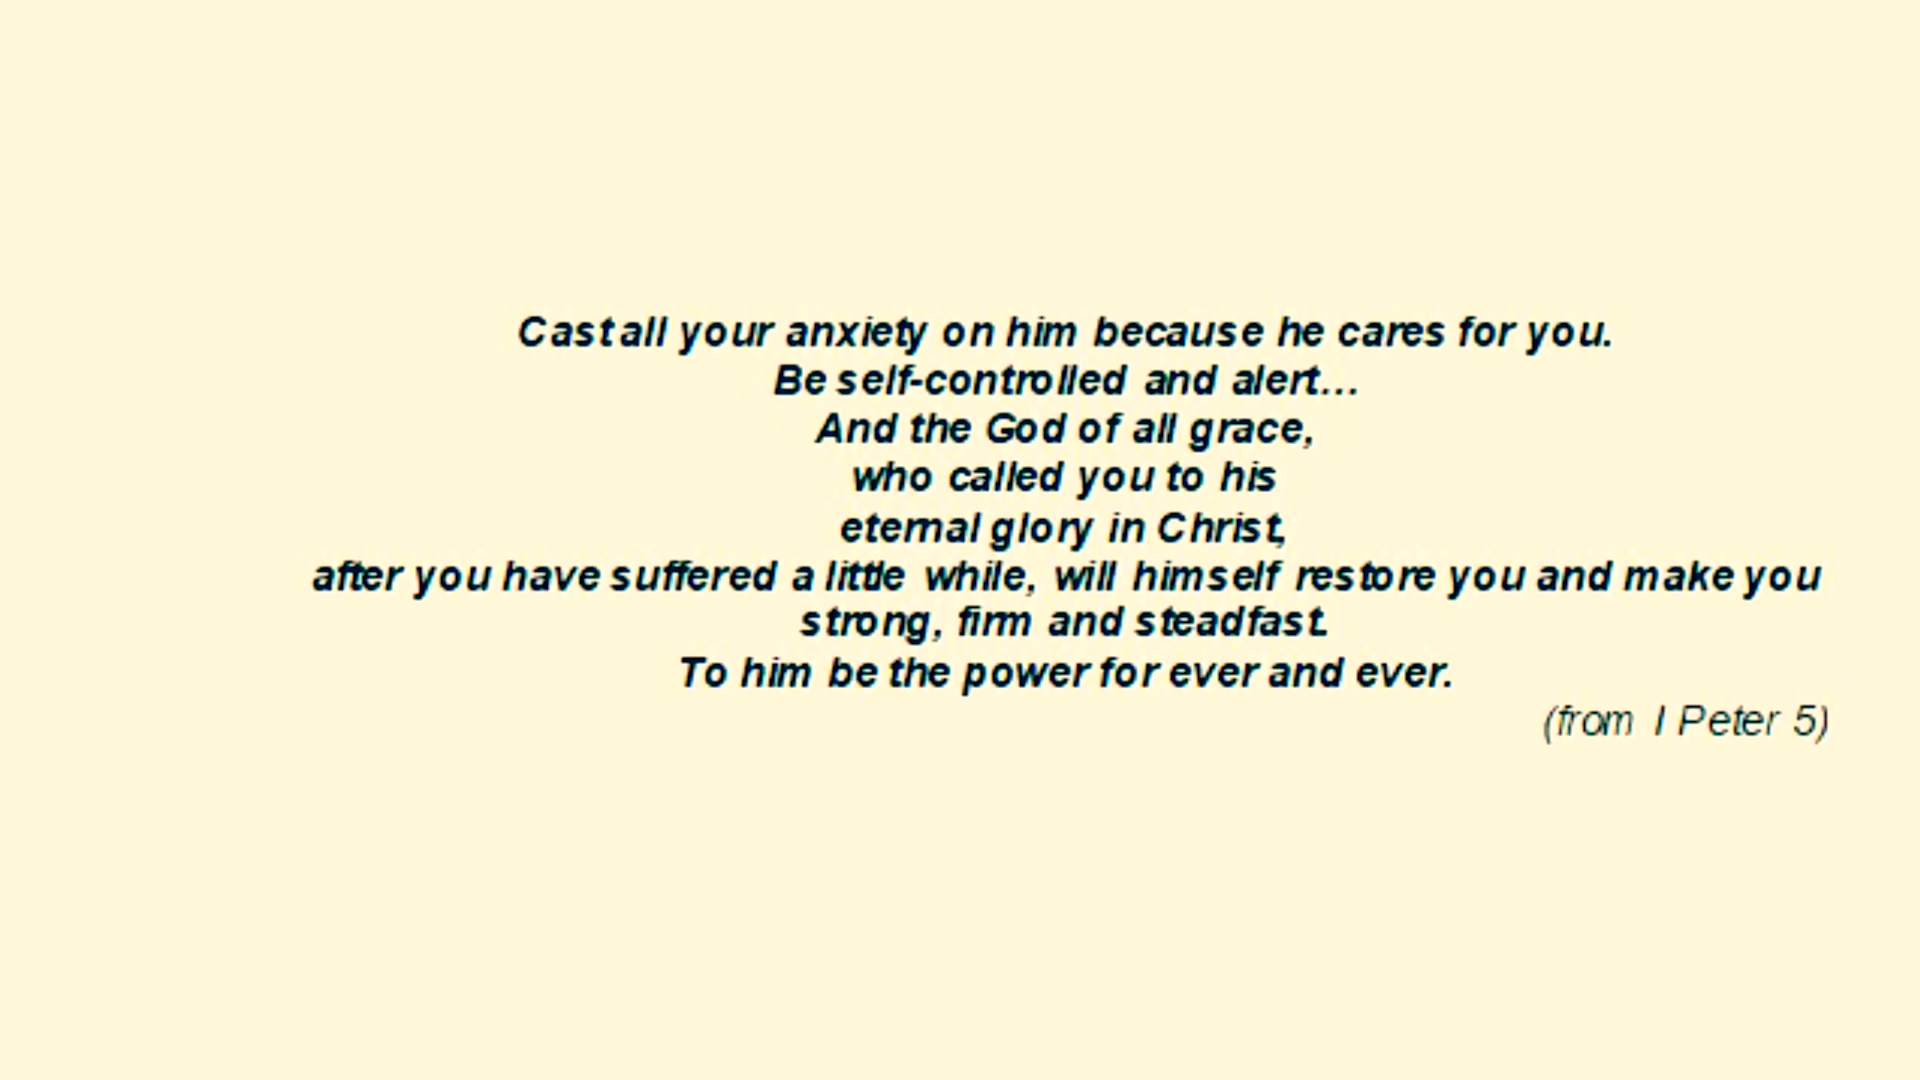 Cast all your anxiety on him because he cares for you.
Be self-controlled and alert...
And the God of all grace,
who called you to his
eternal glory in Christ,
after you have suffered a little while, will himself restore you and make you
strong, firm and steadfast.
To him be the power for ever and ever.
(from I Peter 5)